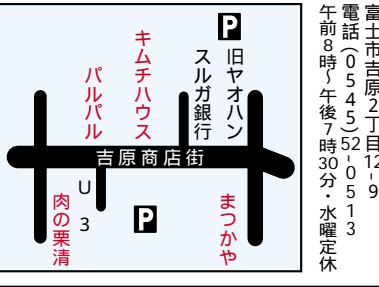 富士市吉原2丁目12-9
電話(0545)52-0513
午前8時~午後7時30分・水曜定休
P
旧ヤオハン
スルガ銀行
キムチハウス
パルパル
吉原商店街
U3
肉の栗清
P
まつかや